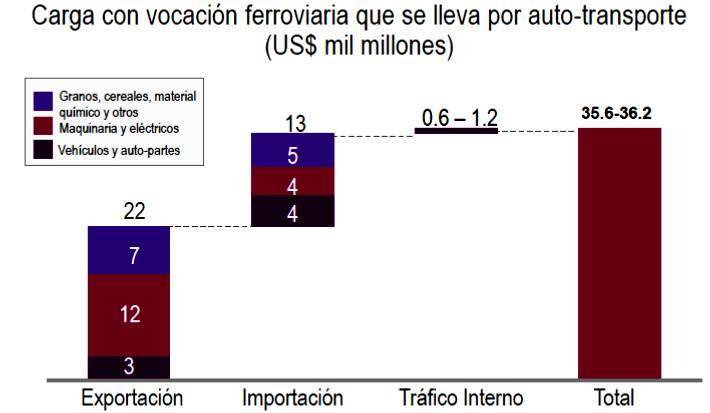 Carga con vocación ferroviaria que se lleva por auto-transporte
(US$ mil millones)
Granos, cereales, material
químico y otros
Maquinaria y eléctricos
Vehículos y auto-partes
22
7
12
3
13
5
4
4
0.6 – 1.2
35.6-36.2
Exportación
Importación
Tráfico Interno
Total